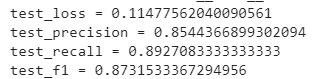 test_loss = 0.11477562040090561
test_precision = 0.8544366899302094
test_recall = 0.8927083333333333
test_f1 = 0.8731533367294956